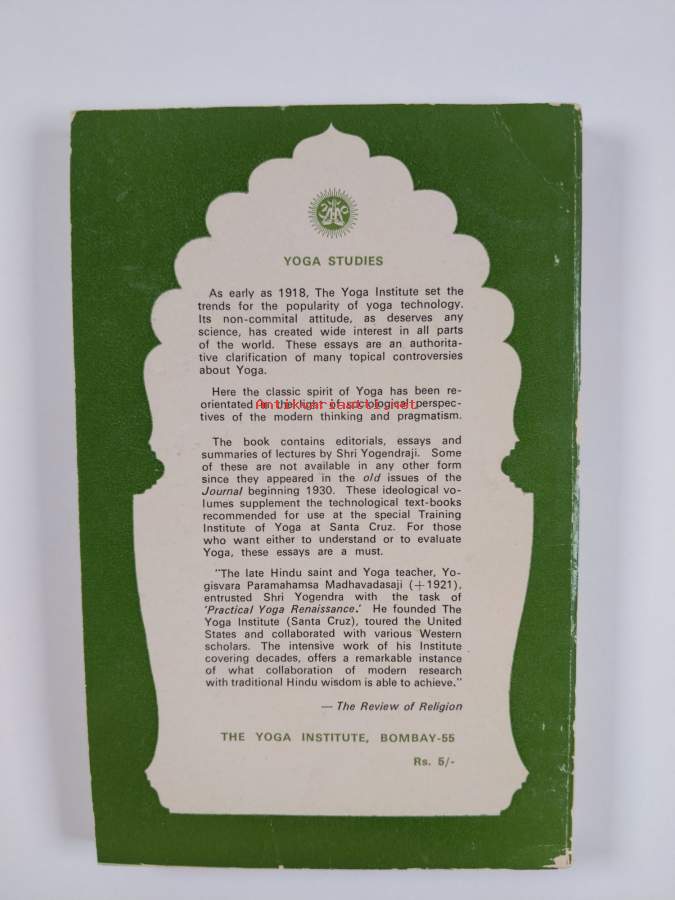 YOGA STUDIES
As early as 1918, The Yoga Institute set the
trends for the popularity of yoga technology.
Its non-commital attitude, as deserves any
science, has created wide interest in all parts
of the world. These essays are an authorita-
tive clarification of many topical controversies
about Yoga.
Here the classic spirit of Yoga has been re-
orientated in the light of sociological perspec-
Antikvariaatti.net
tives of the modern thinking and pragmatism.
The book contains editorials, essays and
summaries of lectures by Shri Yogendraji. Some
of these are not available in any other form
since they appeared in the old issues of the
Journal beginning 1930. These ideological vo-
lumes supplement the technological text-books
recommended for use at the special Training
Institute of Yoga at Santa Cruz. For those
who want either to understand or to evaluate
Yoga, these essays are a must.
"The late Hindu saint and Yoga teacher, Yo-
gisvara Paramahamsa Madhavadasaji (+1921),
entrusted Shri Yogendra with the task of
'Practical Yoga Renaissance.' He founded The
Yoga Institute (Santa Cruz), toured the United
States and collaborated with various Western
scholars. The intensive work of his Institute
covering decades, offers a remarkable instance
of what collaboration of modern research
with traditional Hindu wisdom is able to achieve."
— The Review of Religion
THE YOGA INSTITUTE, BOMBAY-55
Rs. 5/-